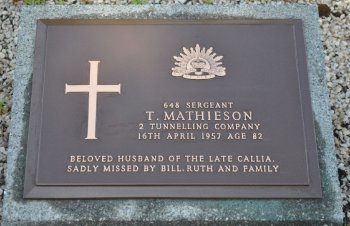 648 SERGEANT
T. MATHIESON
2 TUNNELLING COMPANY
16TH APRIL 1957 AGE 82
BELOVED HUSBAND OF THE LATE CALLIA.
SADLY MISSED BY BILL, RUTH AND FAMILY